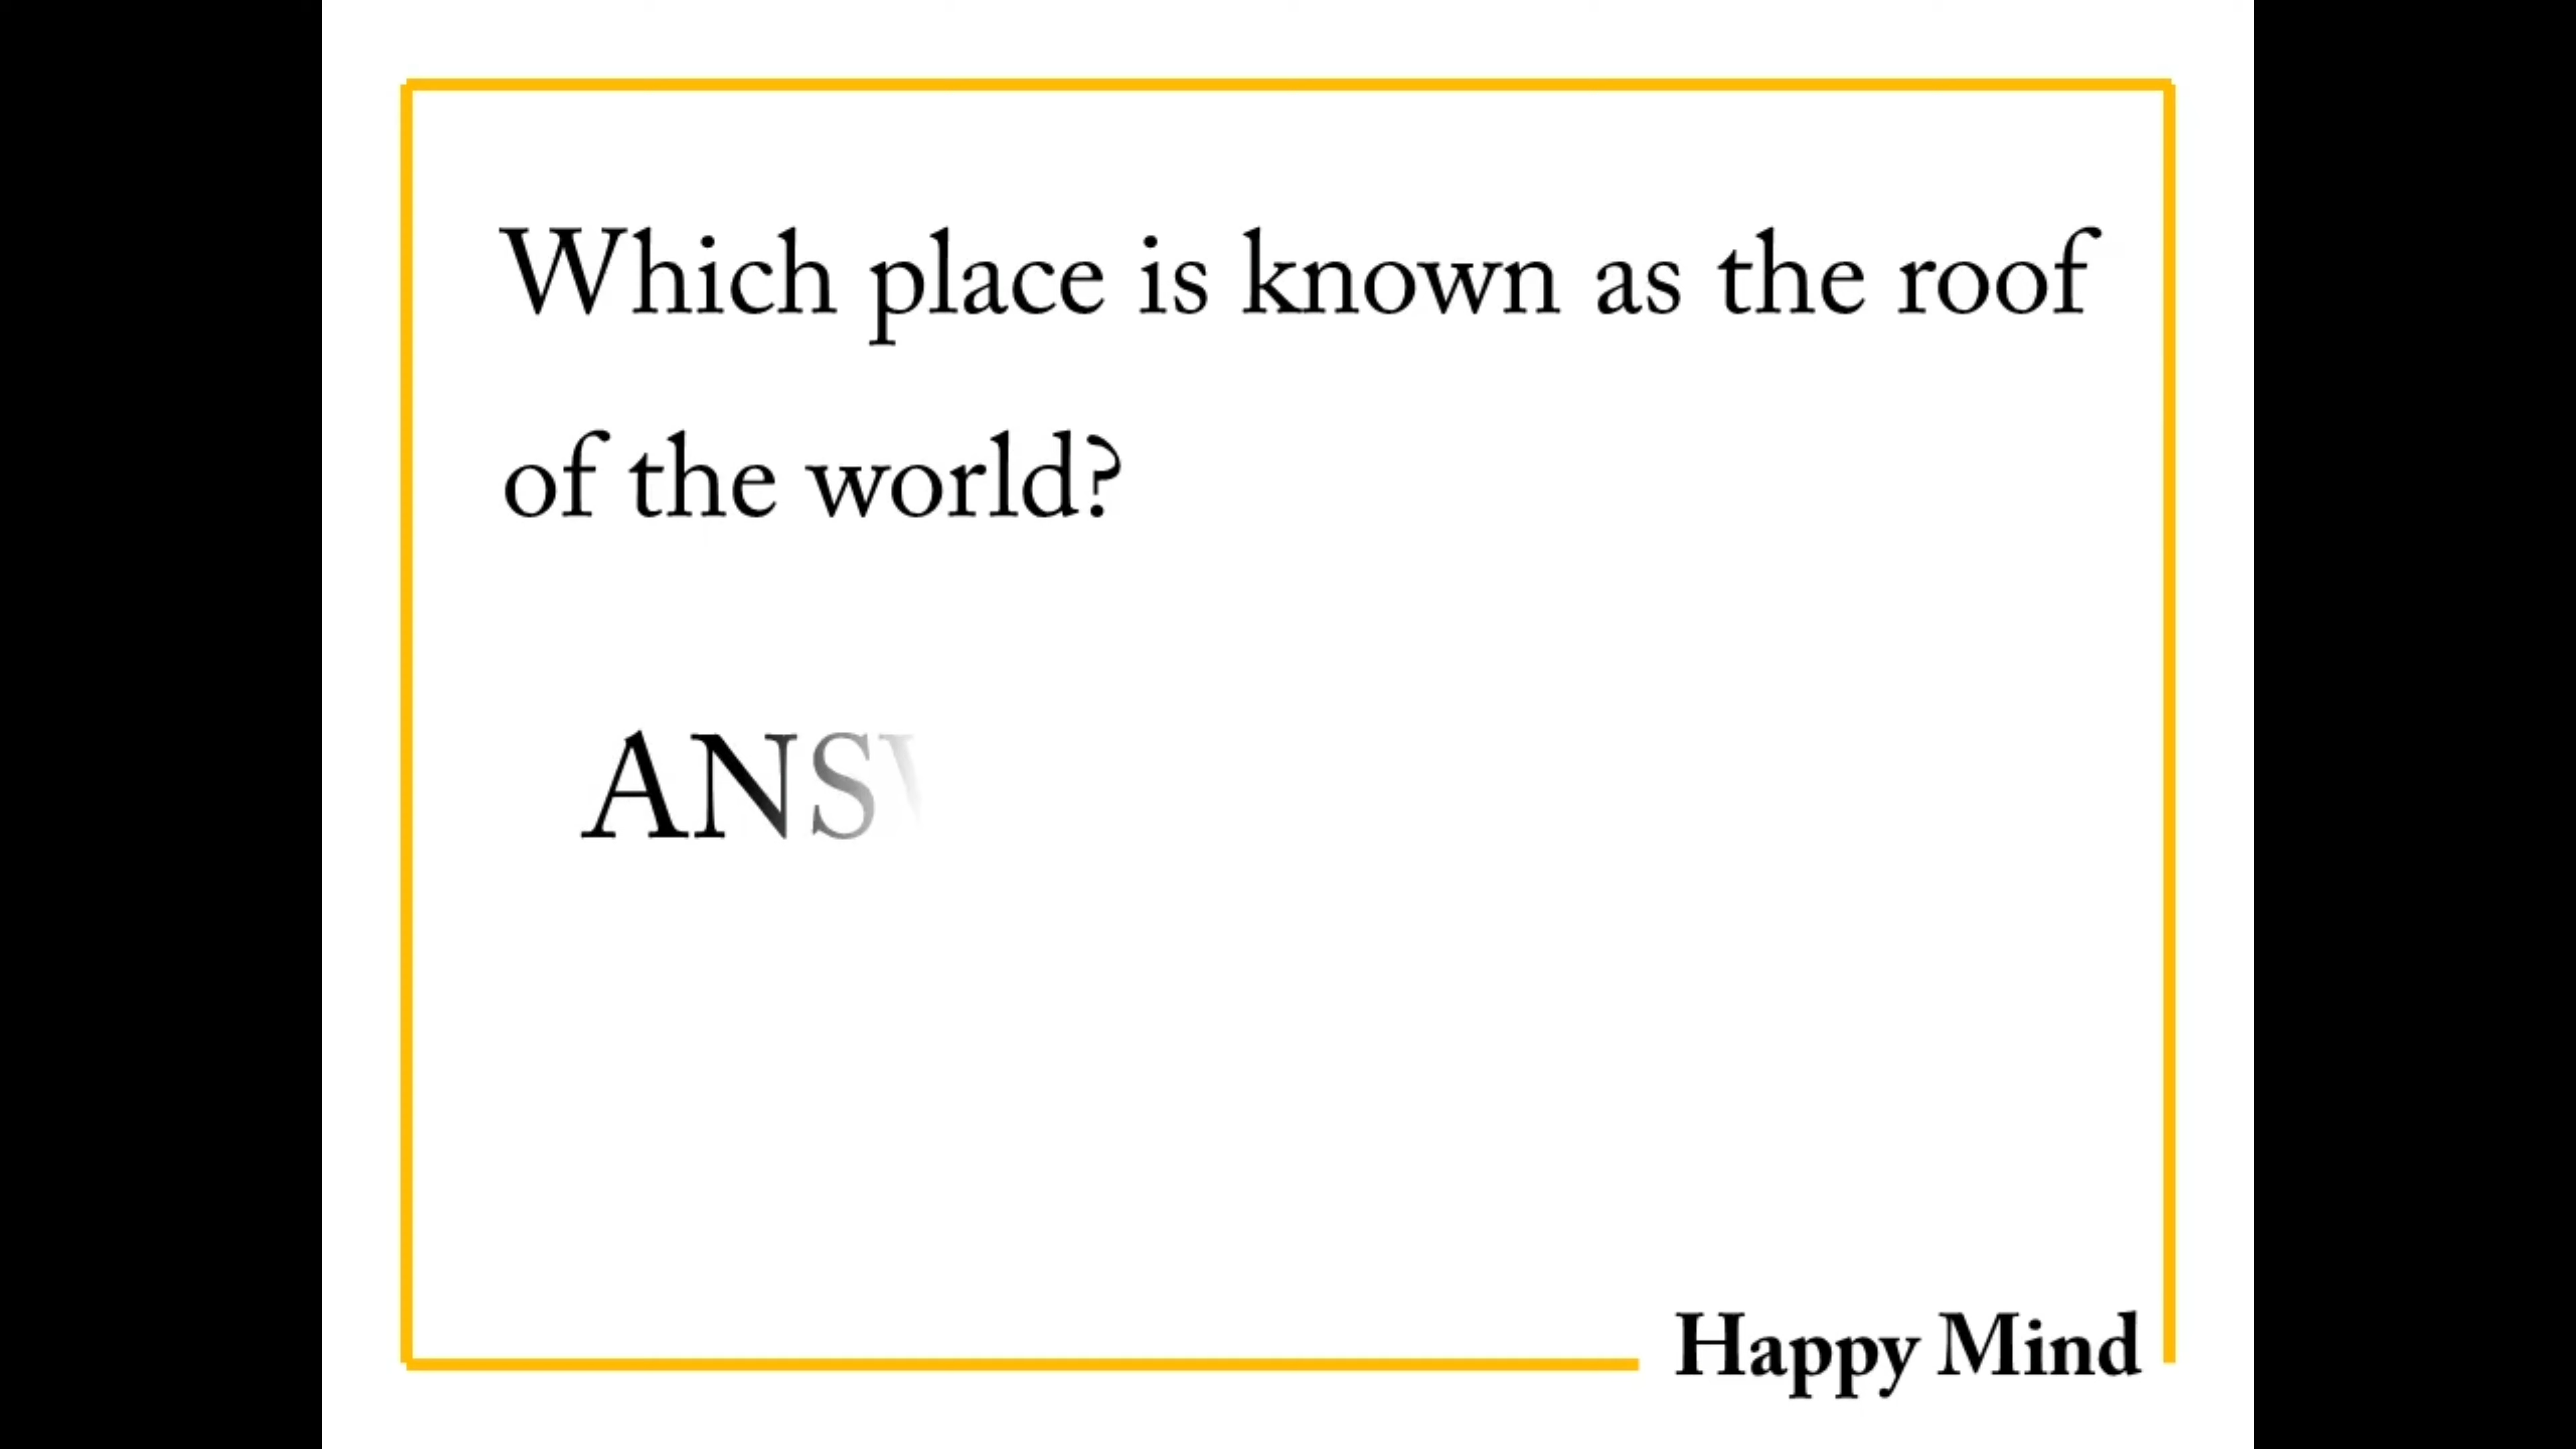 Which place is known as the roof
of the world?
ANS
Happy Mind